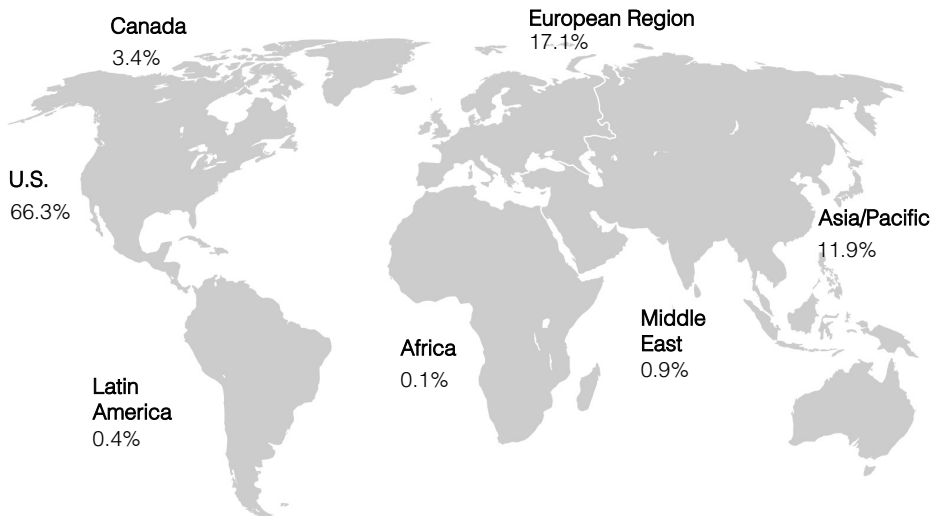 Canada
3.4%
European Region
17.1%
U.S.
66.3%
Asia/Pacific
11.9%
Middle
East
0.9%
Africa
0.1%
Latin
America
0.4%